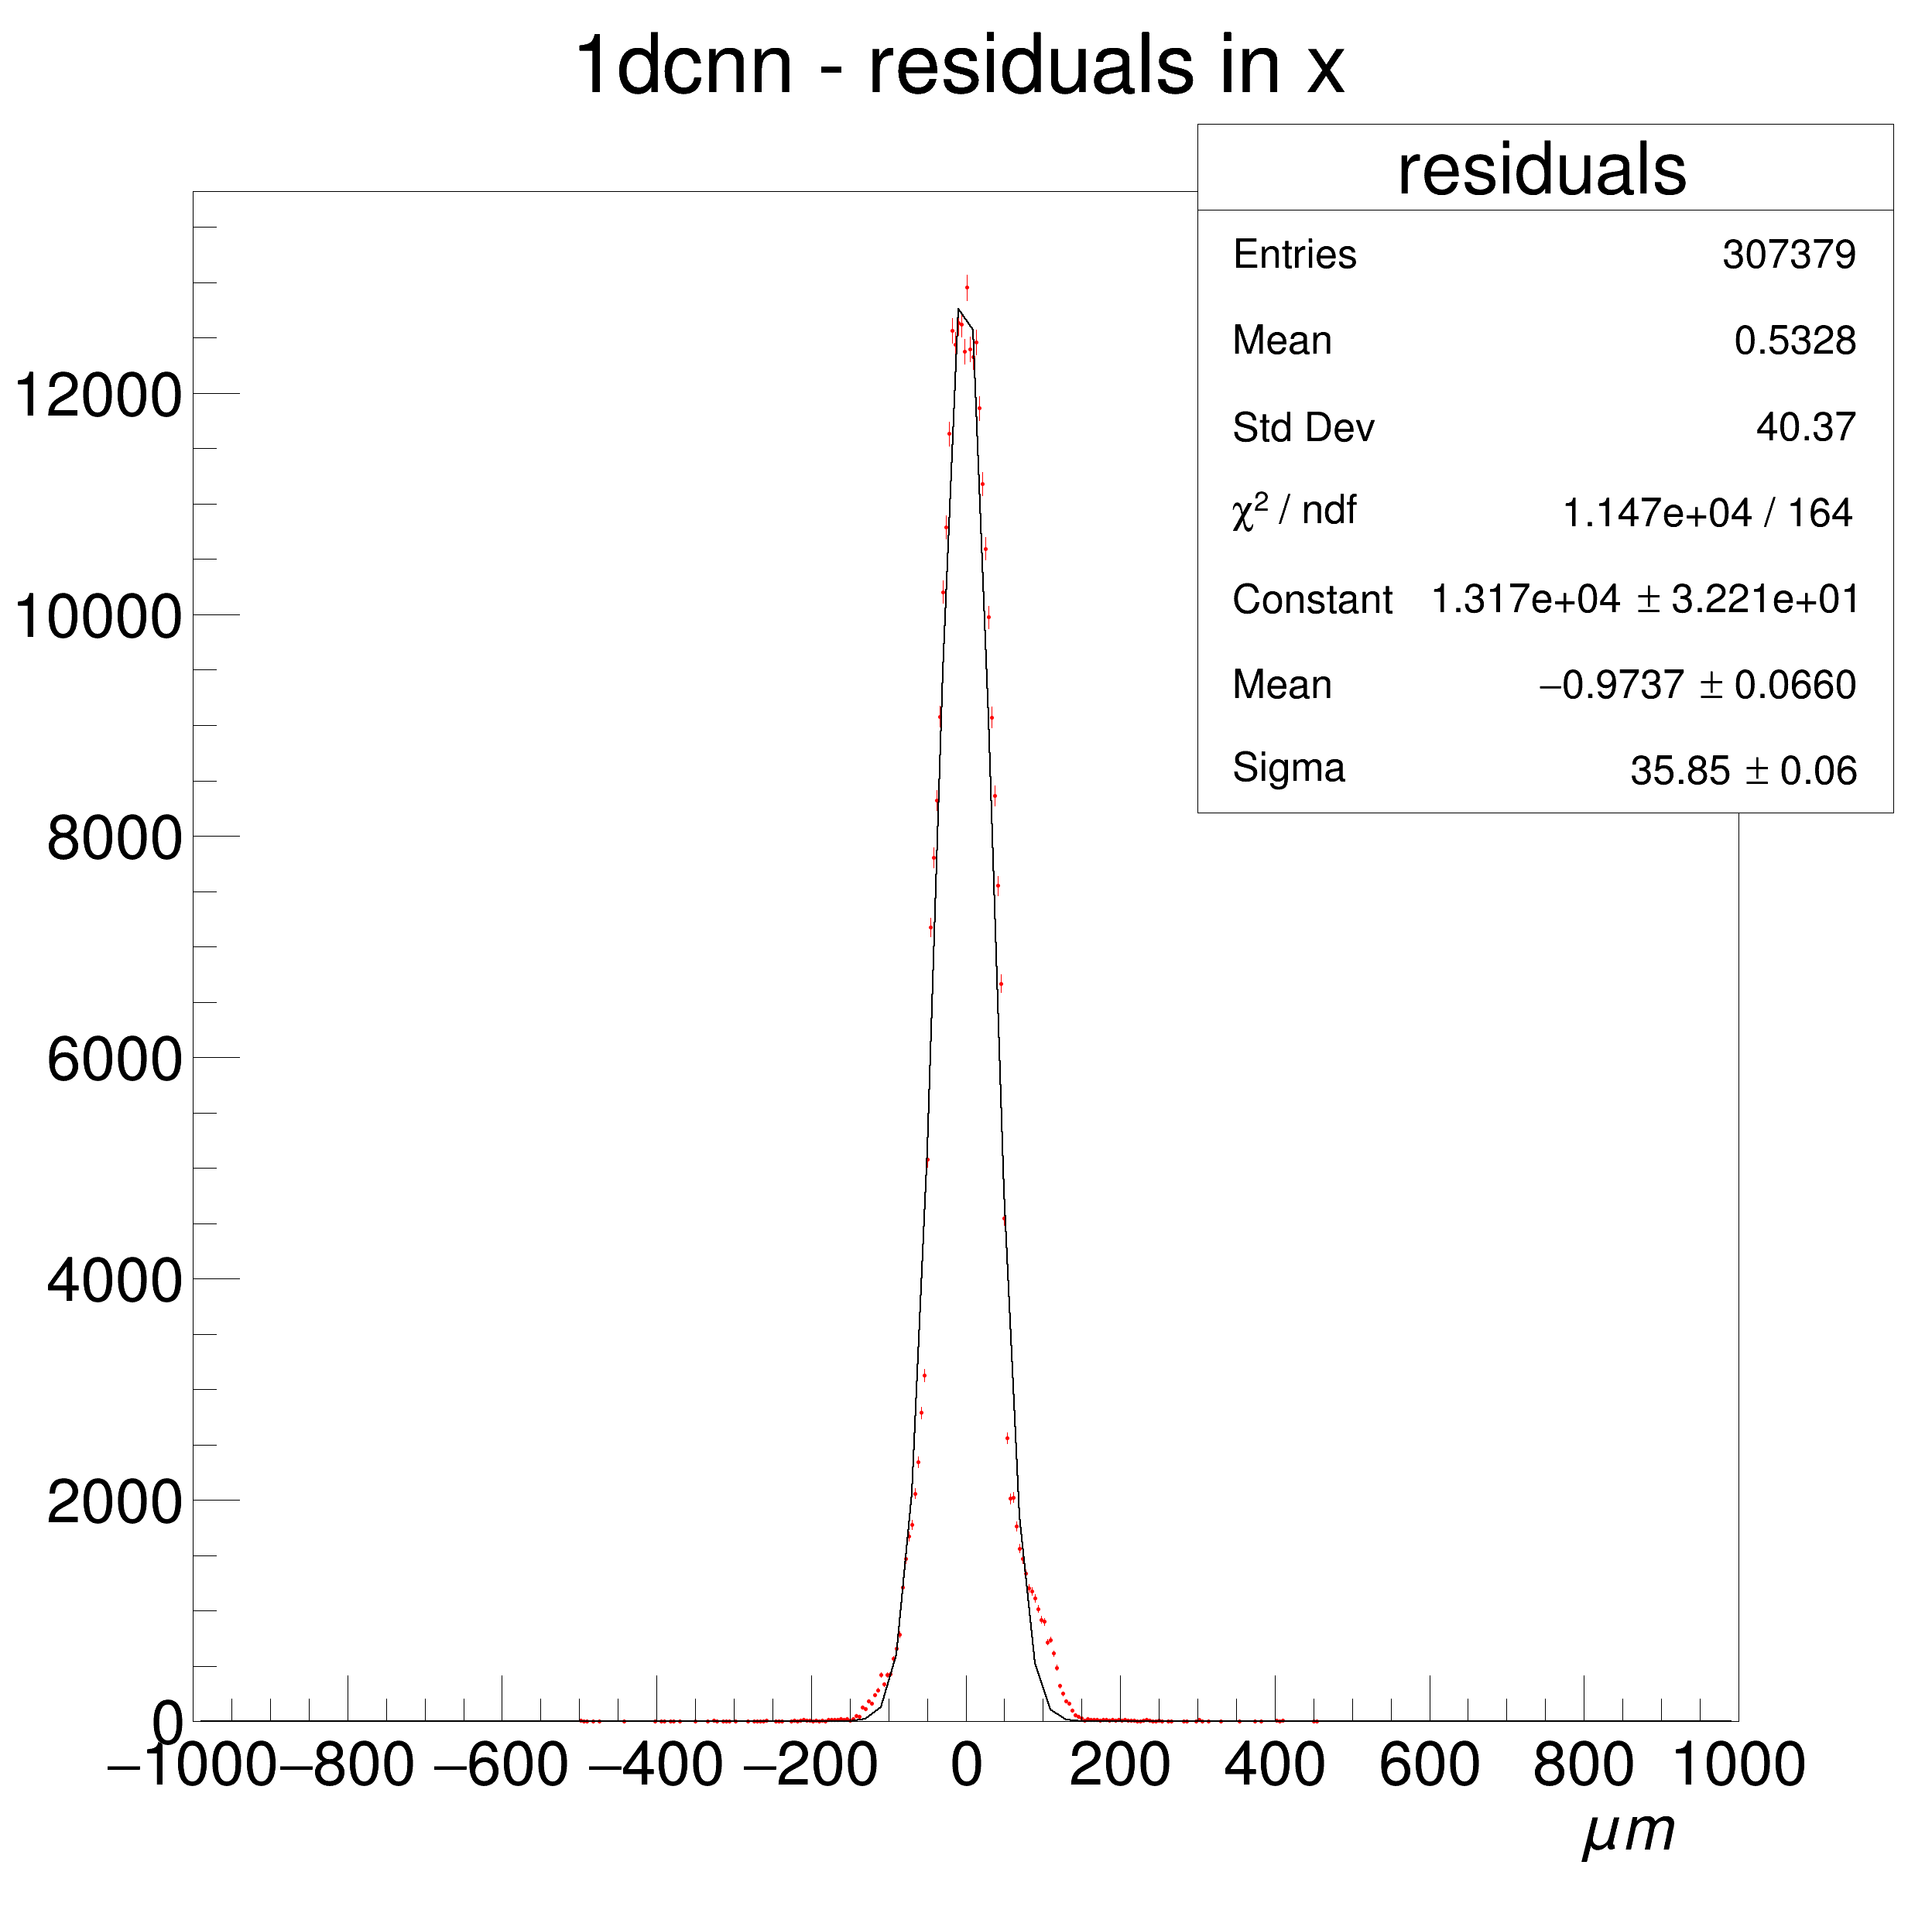 1dcnn - residuals in x
residuals
Entries 307379
Mean 0.5328
Std Dev 40.37
χ² / ndf 1.147e+04 / 164
Constant 1.317e+04 ± 3.221e+01
Mean −0.9737 ± 0.0660
Sigma 35.85 ± 0.06
12000
10000
8000
6000
4000
2000
0
−1000 −800 −600 −400 −200 0 200 400 600 800 1000
μm